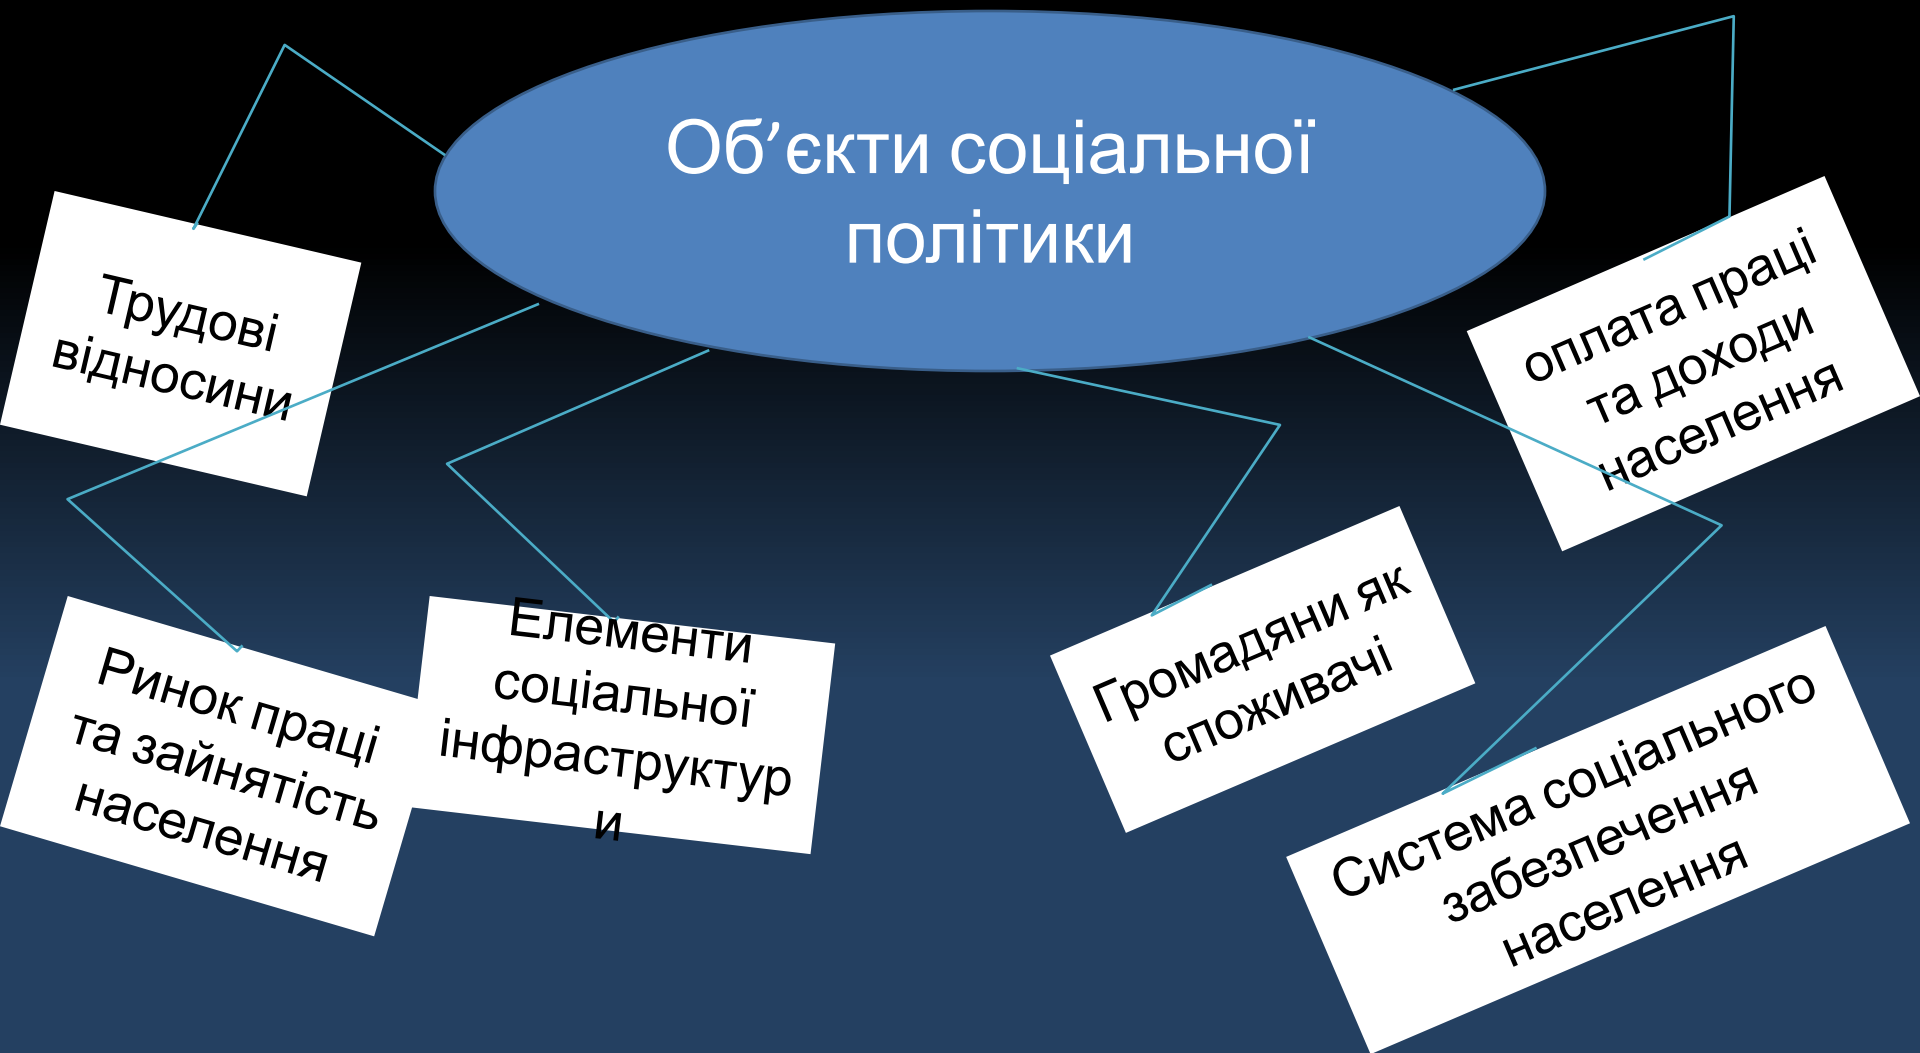 Об′єкти соціальної
політики
Трудові
відносини
оплата праці
та доходи
населення
Ринок праці
та зайнятість
населення
Елементи
соціальної
інфраструктур
и
Громадяни як
споживачі
Система соціального
забезпечення
населення